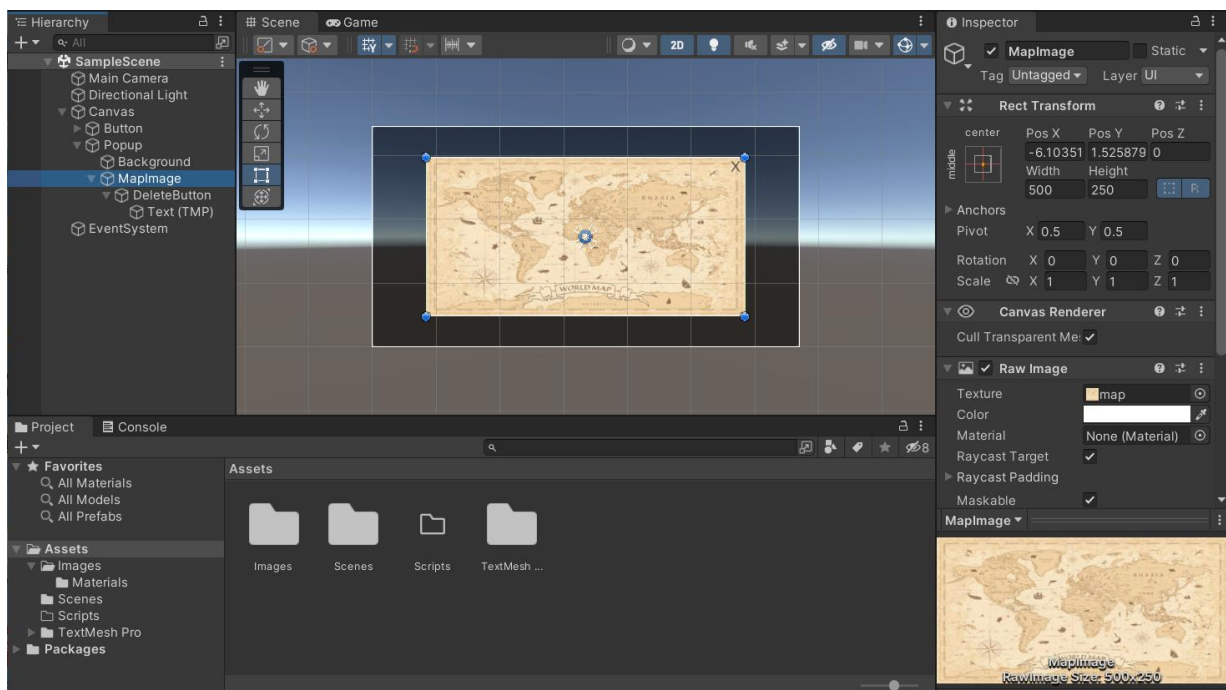 Hierarchy
All
SampleScene
Main Camera
Directional Light
Canvas
Button
Popup
Background
MapImage
DeleteButton
Text (TMP)
EventSystem
Scene Game
2D
X
RUSSIA
WORLD MAP
Inspector
MapImage Static
Tag Untagged Layer UI
Rect Transform
center Pos X Pos Y Pos Z
middle -6.10351 1.525879 0
Width Height
500 250 R
Anchors
Pivot X 0.5 Y 0.5
Rotation X 0 Y 0 Z 0
Scale X 1 Y 1 Z 1
Canvas Renderer
Cull Transparent Me
Raw Image
Texture map
Color
Material None (Material)
Raycast Target
Raycast Padding
Maskable
MapImage
RUSSIA
MapImage
RawImage Size: 500x250
Project Console
8
Favorites
All Materials
All Models
All Prefabs
Assets
Images
Materials
Scenes
Scripts
TextMesh Pro
Packages
Assets
Images Scenes Scripts TextMesh ...